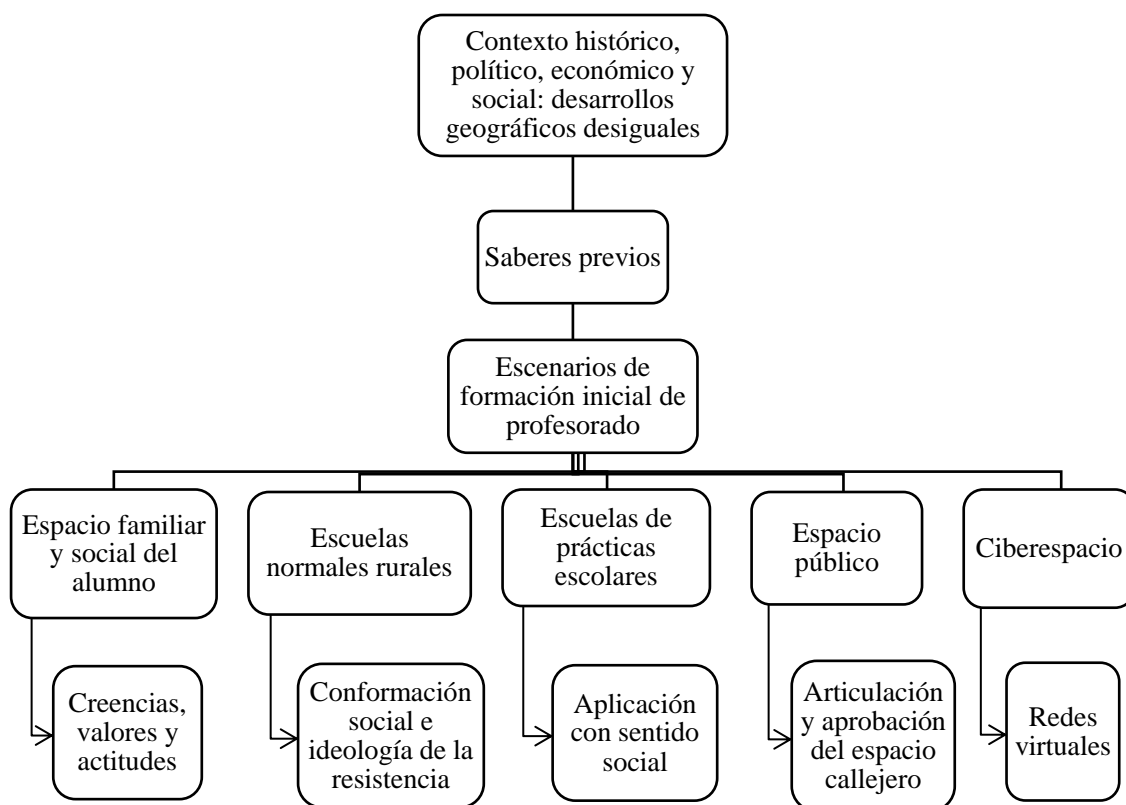 Contexto histórico,
político, económico y
social: desarrollos
geográficos desiguales
Saberes previos
Escenarios de
formación inicial de
profesorado
Espacio familiar
y social del
alumno
Escuelas
normales rurales
Escuelas de
prácticas
escolares
Espacio
público
Ciberespacio
Creencias,
valores y
actitudes
Conformación
social e
ideología de la
resistencia
Aplicación
con sentido
social
Articulación
y aprobación
del espacio
callejero
Redes
virtuales